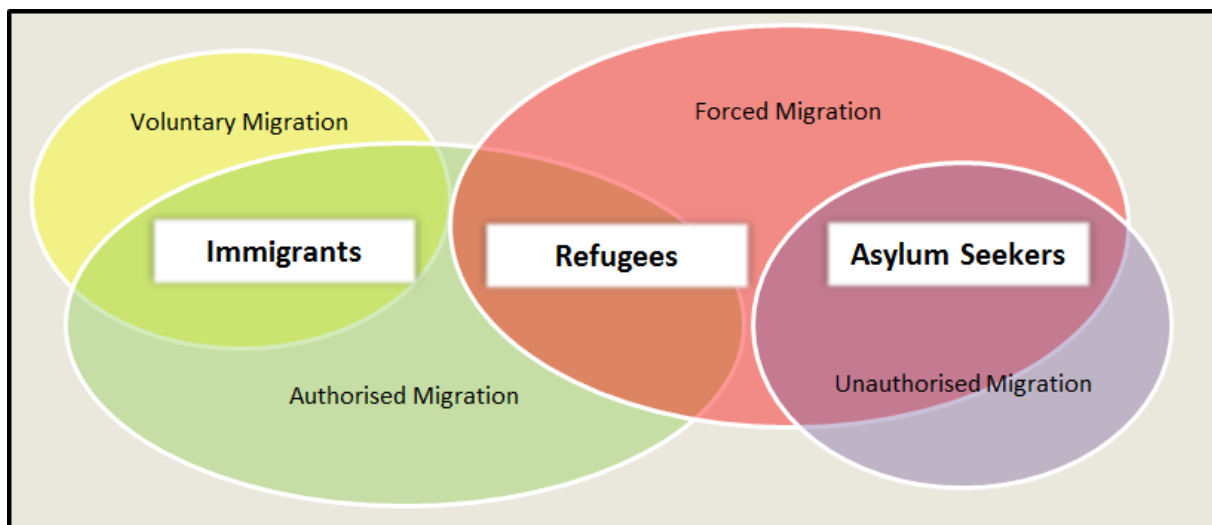 Voluntary Migration
Forced Migration
Immigrants
Refugees
Asylum Seekers
Authorised Migration
Unauthorised Migration